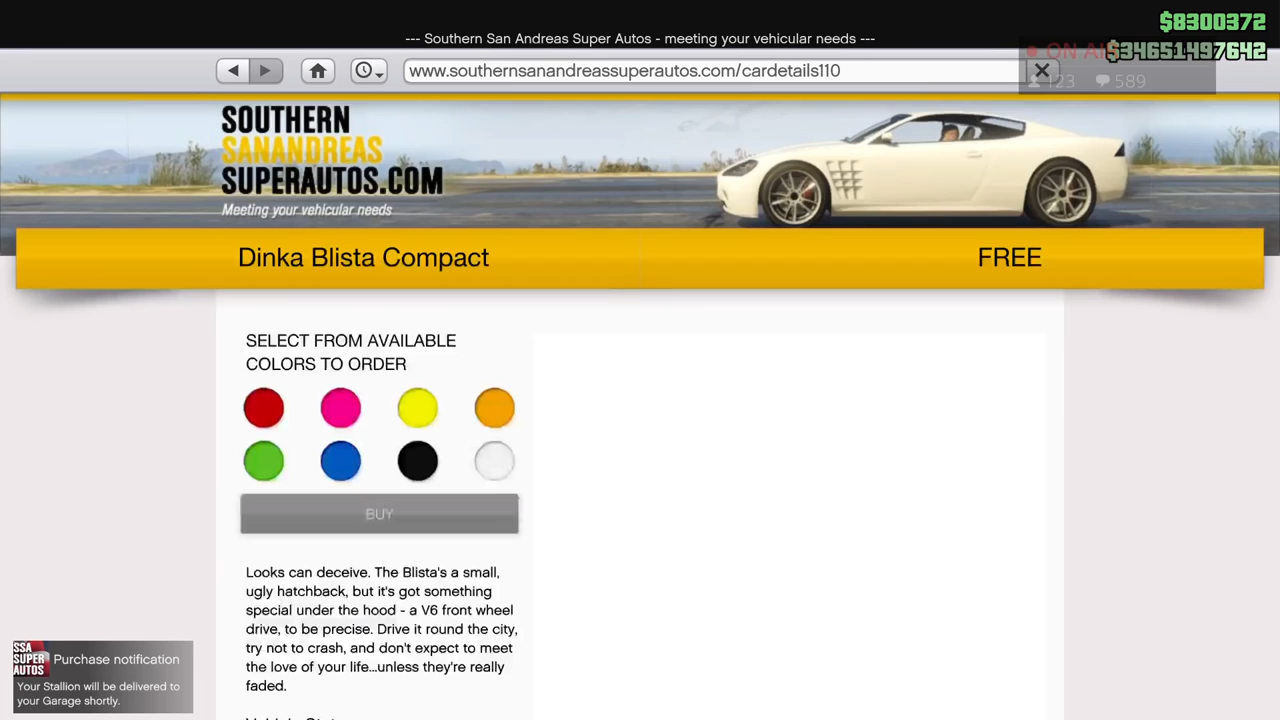 $8300372
--- Southern San Andreas Super Autos - meeting your vehicular needs ---
$34651497642
www.southernsanandreassuperautos.com/cardetails110
123 589
SOUTHERN
SANANDREAS
SUPERAUTOS.COM
Meeting your vehicular needs
Dinka Blista Compact FREE
SELECT FROM AVAILABLE
COLORS TO ORDER
BUY
Looks can deceive. The Blista's a small,
ugly hatchback, but it's got something
special under the hood - a V6 front wheel
drive, to be precise. Drive it round the city,
try not to crash, and don't expect to meet
the love of your life...unless they're really
faded.
SSA
SUPER
AUTOS
Purchase notification
Your Stallion will be delivered to
your Garage shortly.